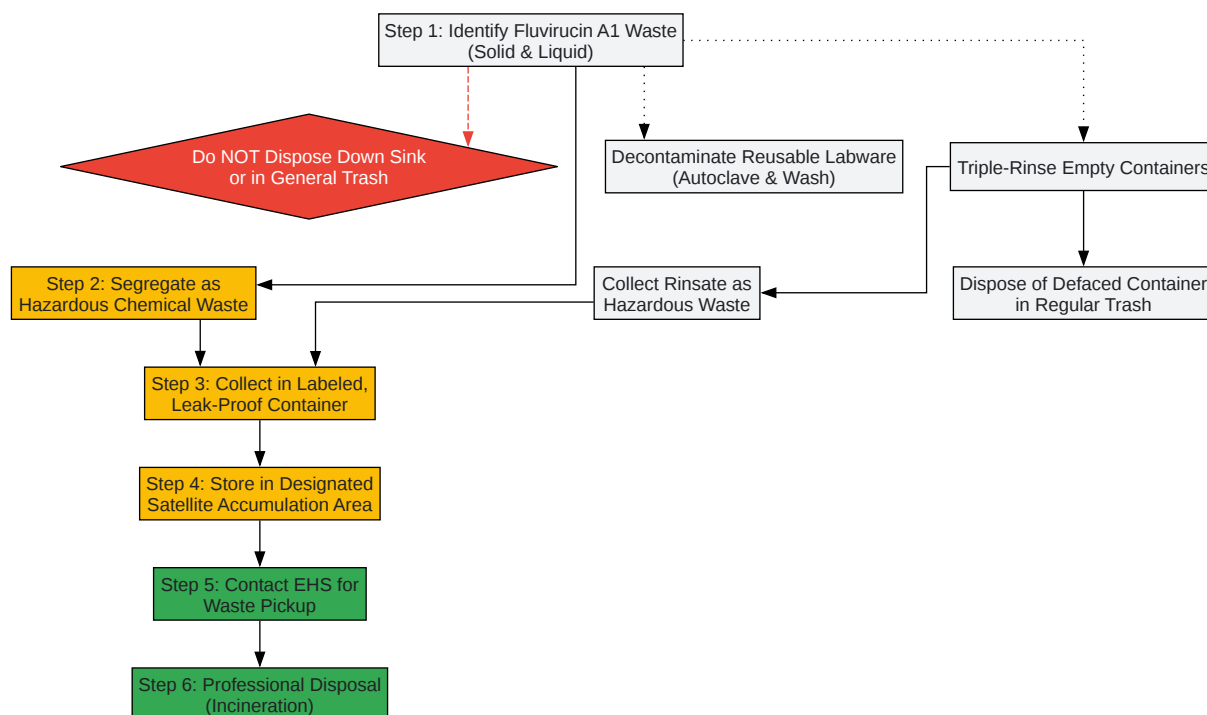 Step 1: Identify Fluvirucin A1 Waste
(Solid & Liquid)
Do NOT Dispose Down Sink
or in General Trash
Decontaminate Reusable Labware
(Autoclave & Wash)
Triple-Rinse Empty Containers
Step 2: Segregate as
Hazardous Chemical Waste
Collect Rinsate as
Hazardous Waste
Dispose of Defaced Container
in Regular Trash
Step 3: Collect in Labeled,
Leak-Proof Container
Step 4: Store in Designated
Satellite Accumulation Area
Step 5: Contact EHS for
Waste Pickup
Step 6: Professional Disposal
(Incineration)